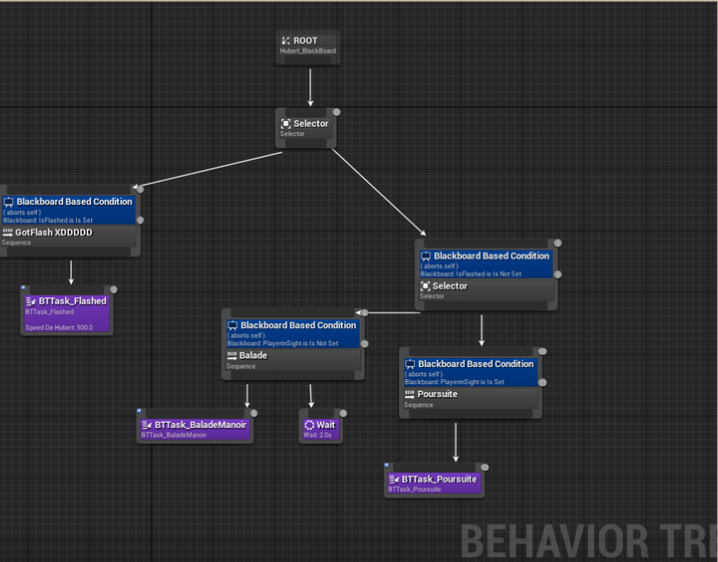 ROOT
Hubert_BlackBoard
Selector
Selector
Blackboard Based Condition
( aborts self )
Blackboard: IsFlashed is Is Set
GotFlash XDDDDD
Sequence
BTTask_Flashed
BTTask_Flashed
Speed De Hubert: 500.0
Blackboard Based Condition
( aborts self )
Blackboard: IsFlashed is Is Not Set
Selector
Selector
Blackboard Based Condition
( aborts self )
Blackboard: PlayerinSight is Is Not Set
Balade
Sequence
BTTask_BaladeManoir
BTTask_BaladeManoir
Wait
Wait: 2.0s
Blackboard Based Condition
( aborts self )
Blackboard: PlayerinSight is Is Set
Poursuite
Sequence
BTTask_Poursuite
BTTask_Poursuite
BEHAVIOR TRE